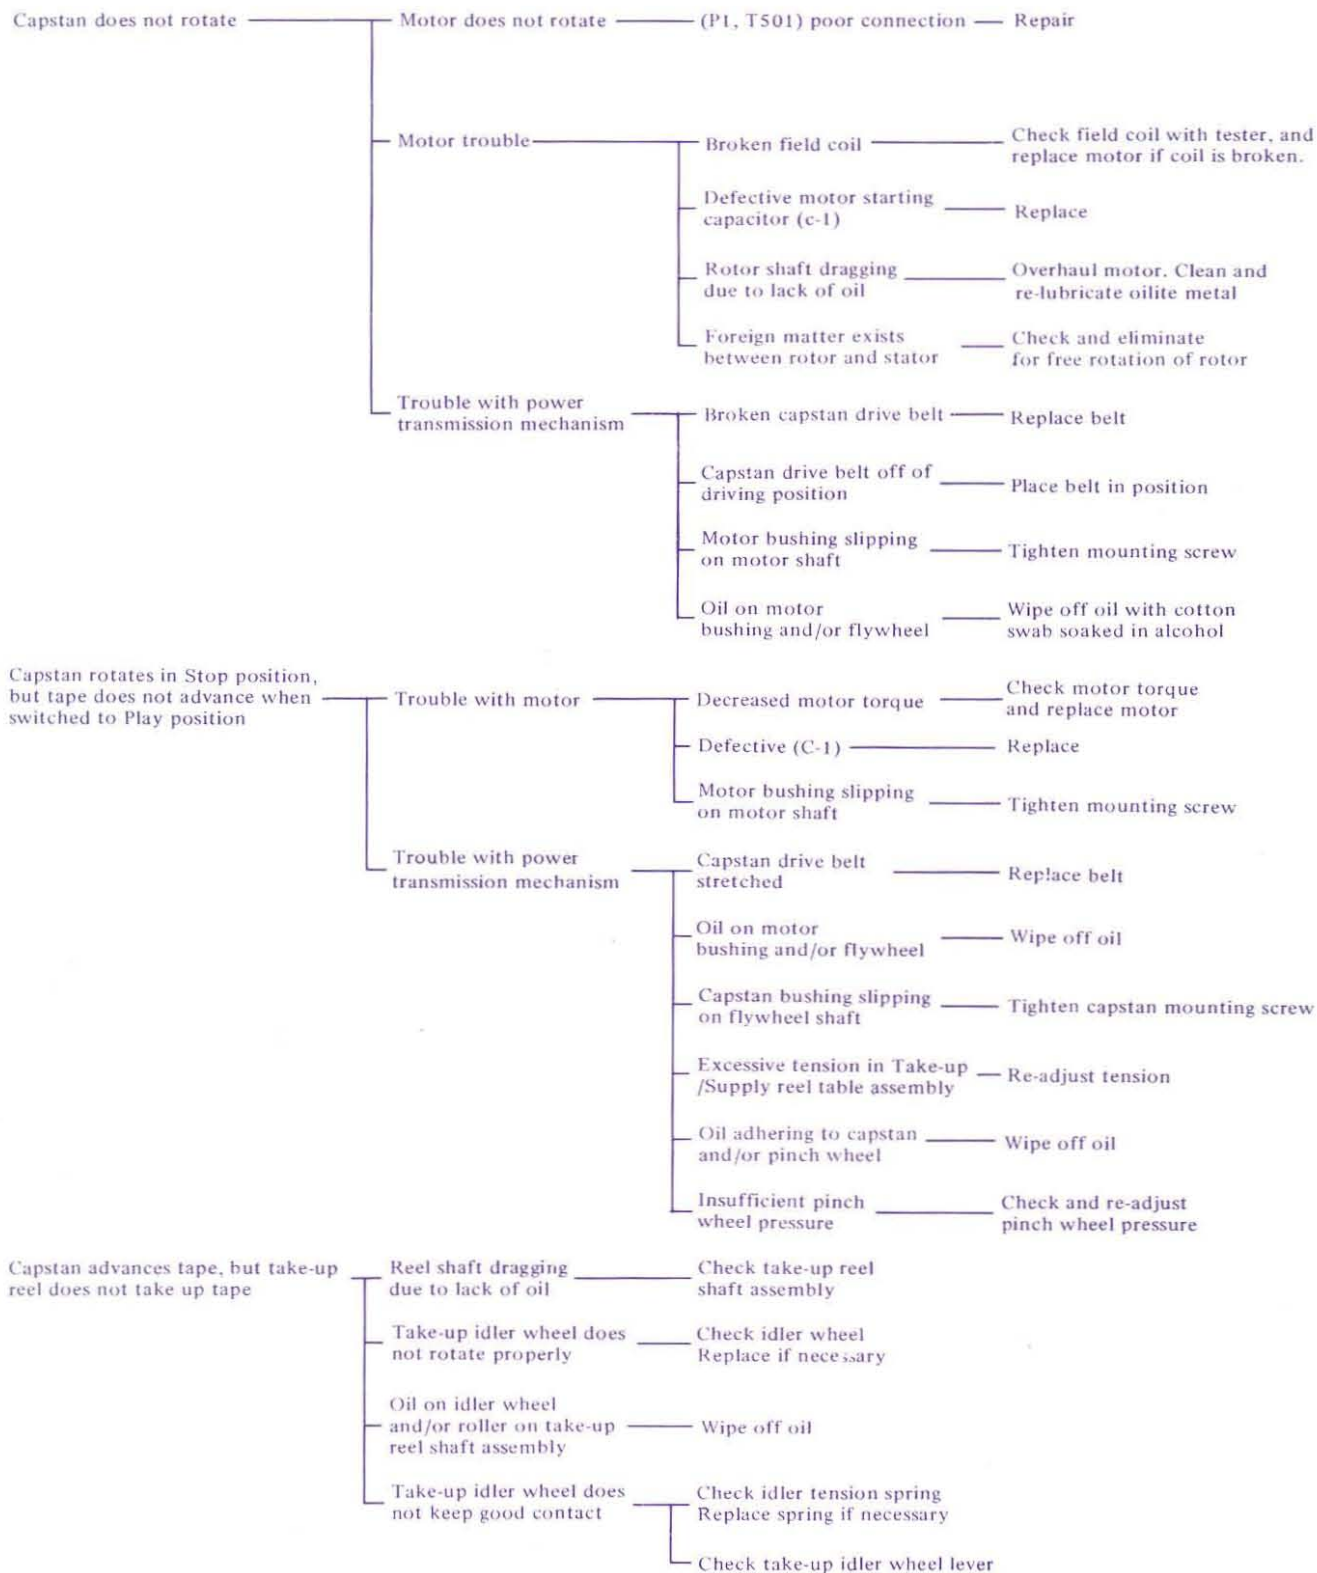 Capstan does not rotate
Motor does not rotate
(P1, T501) poor connection
Repair
Motor trouble
Broken field coil
Check field coil with tester, and
replace motor if coil is broken.
Defective motor starting
capacitor (c-1)
Replace
Rotor shaft dragging
due to lack of oil
Overhaul motor. Clean and
re-lubricate oilite metal
Foreign matter exists
between rotor and stator
Check and eliminate
for free rotation of rotor
Trouble with power
transmission mechanism
Broken capstan drive belt
Replace belt
Capstan drive belt off of
driving position
Place belt in position
Motor bushing slipping
on motor shaft
Tighten mounting screw
Oil on motor
bushing and/or flywheel
Wipe off oil with cotton
swab soaked in alcohol
Capstan rotates in Stop position,
but tape does not advance when
switched to Play position
Trouble with motor
Decreased motor torque
Check motor torque
and replace motor
Defective (C-1)
Replace
Motor bushing slipping
on motor shaft
Tighten mounting screw
Trouble with power
transmission mechanism
Capstan drive belt
stretched
Replace belt
Oil on motor
bushing and/or flywheel
Wipe off oil
Capstan bushing slipping
on flywheel shaft
Tighten capstan mounting screw
Excessive tension in Take-up
/Supply reel table assembly
Re-adjust tension
Oil adhering to capstan
and/or pinch wheel
Wipe off oil
Insufficient pinch
wheel pressure
Check and re-adjust
pinch wheel pressure
Capstan advances tape, but take-up
reel does not take up tape
Reel shaft dragging
due to lack of oil
Check take-up reel
shaft assembly
Take-up idler wheel does
not rotate properly
Check idler wheel
Replace if necessary
Oil on idler wheel
and/or roller on take-up
reel shaft assembly
Wipe off oil
Take-up idler wheel does
not keep good contact
Check idler tension spring
Replace spring if necessary
Check take-up idler wheel lever